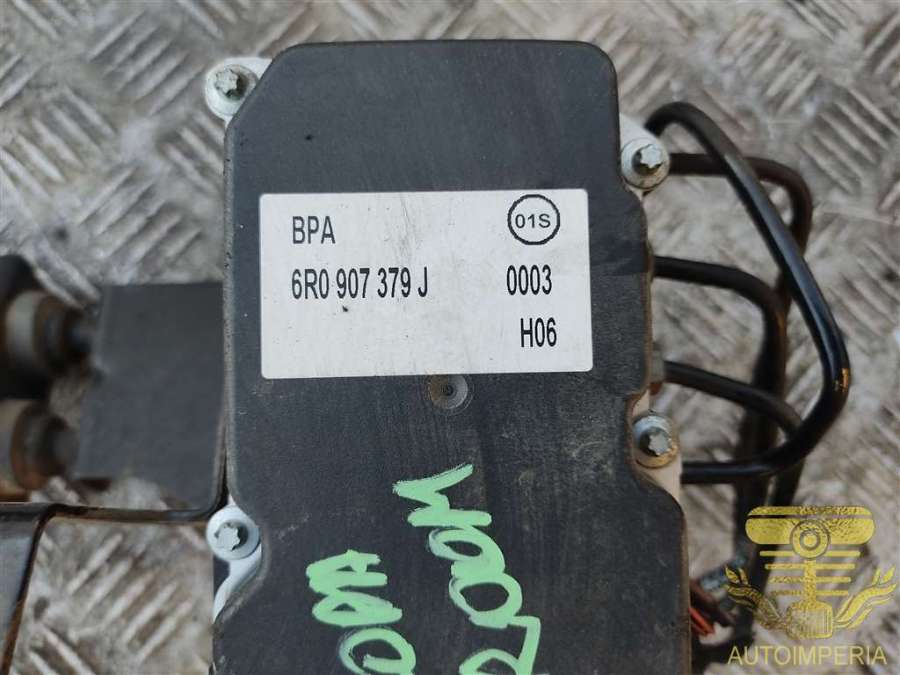 BPA 01S
6R0 907 379 J 0003
H06
AUTOIMPERIA